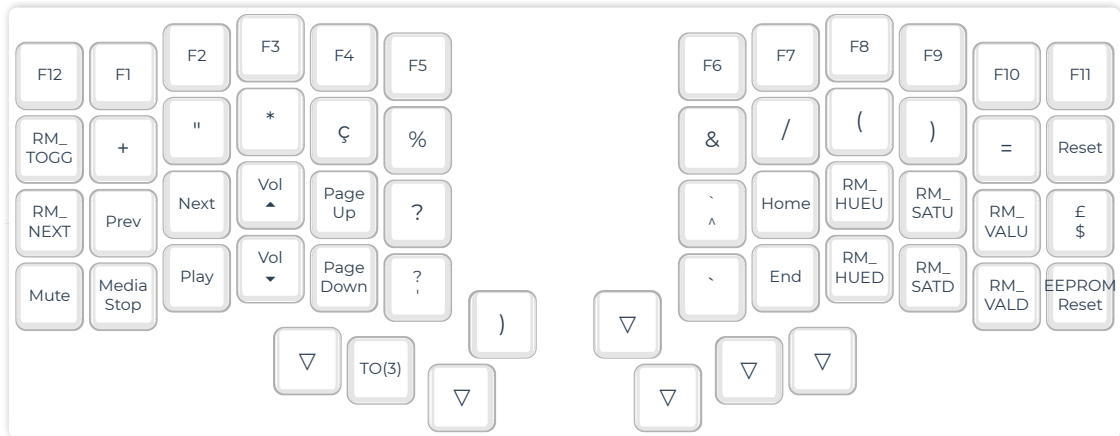 F12 F1 F2 F3 F4 F5 F6 F7 F8 F9 F10 F11
RM_
TOGG
+ " * ç % & / ( ) = Reset
RM_
NEXT
Prev Next
Vol
▲
Page
Up
?
`
^
Home
RM_
HUEU
RM_
SATU
RM_
VALU
£
$
Mute
Media
Stop
Play
Vol
▼
Page
Down
?
'
`
End
RM_
HUED
RM_
SATD
RM_
VALD
EEPROM
Reset
) ▽
▽ TO(3) ▽ ▽ ▽ ▽